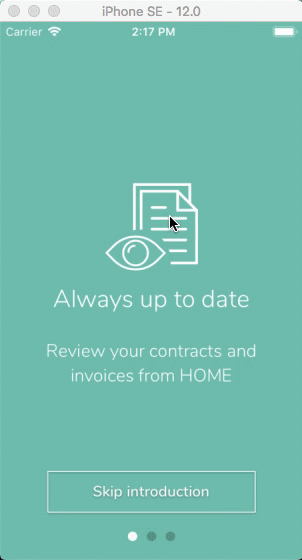 iPhone SE - 12.0
Carrier 2:17 PM
Always up to date
Review your contracts and
invoices from HOME
Skip introduction